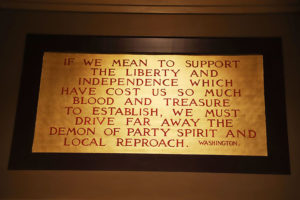 IF WE MEAN TO SUPPORT
THE LIBERTY AND
INDEPENDENCE WHICH
HAVE COST US SO MUCH
BLOOD AND TREASURE
TO ESTABLISH, WE MUST
DRIVE FAR AWAY THE
DEMON OF PARTY SPIRIT AND
LOCAL REPROACH. WASHINGTON.